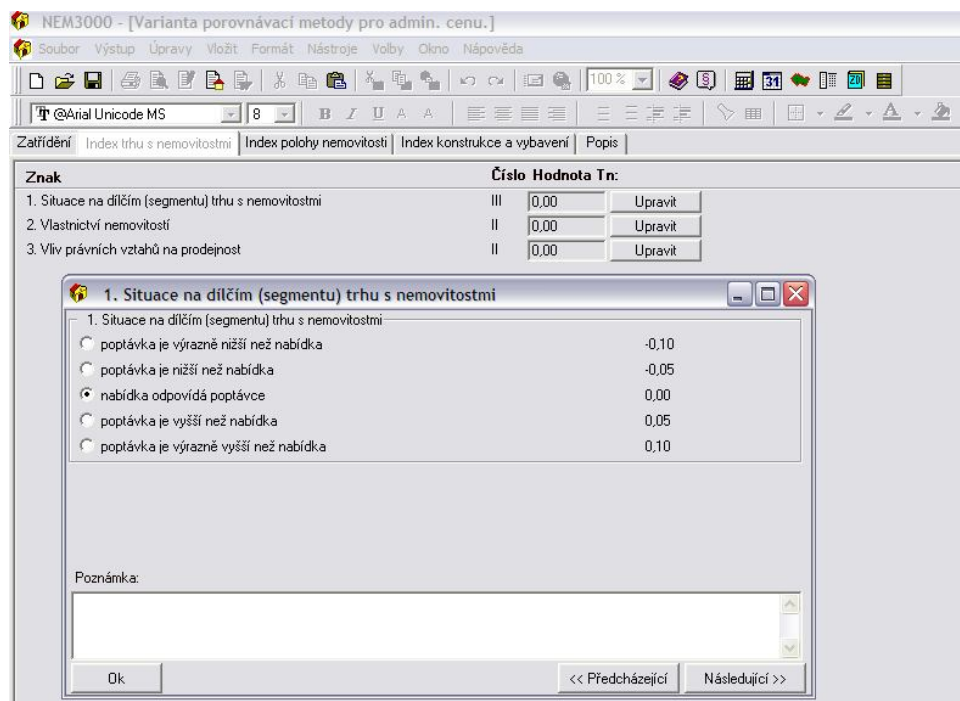 NEM3000 - [Varianta porovnávací metody pro admin. cenu.]
Soubor Výstup Úpravy Vložit Formát Nástroje Volby Okno Nápověda
100 %
@Arial Unicode MS 8 B I U A A
Zatřídění Index trhu s nemovitostmi Index polohy nemovitosti Index konstrukce a vybavení Popis
Znak Číslo Hodnota Tn:
1. Situace na dílčím (segmentu) trhu s nemovitostmi III 0,00 Upravit
2. Vlastnictví nemovitostí II 0,00 Upravit
3. Vliv právních vztahů na prodejnost II 0,00 Upravit
1. Situace na dílčím (segmentu) trhu s nemovitostmi
1. Situace na dílčím (segmentu) trhu s nemovitostmi
poptávka je výrazně nižší než nabídka -0,10
poptávka je nižší než nabídka -0,05
nabídka odpovídá poptávce 0,00
poptávka je vyšší než nabídka 0,05
poptávka je výrazně vyšší než nabídka 0,10
Poznámka:
Ok << Předcházející Následující >>